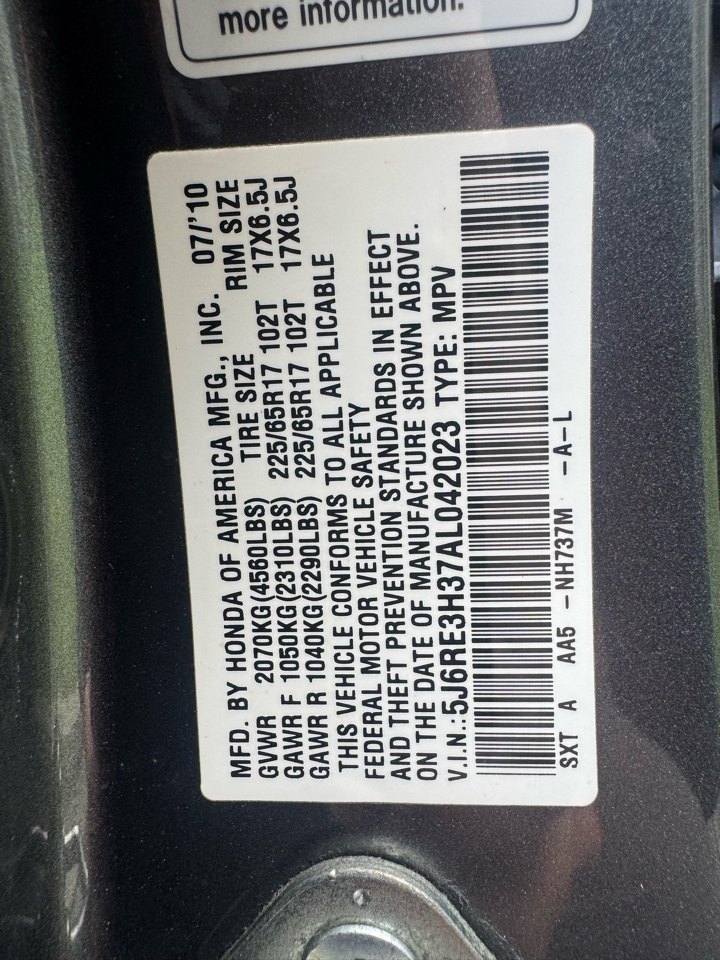 more information.
MFD. BY HONDA OF AMERICA MFG., INC. 07/'10
GVWR 2070KG(4560LBS) TIRE SIZE RIM SIZE
GAWR F 1050KG(2310LBS) 225/65R17 102T 17X6.5J
GAWR R 1040KG(2290LBS) 225/65R17 102T 17X6.5J
THIS VEHICLE CONFORMS TO ALL APPLICABLE
FEDERAL MOTOR VEHICLE SAFETY
AND THEFT PREVENTION STANDARDS IN EFFECT
ON THE DATE OF MANUFACTURE SHOWN ABOVE.
V.I.N.:5J6RE3H37AL042023 TYPE: MPV
SXT A AA5 -NH737M -A-L